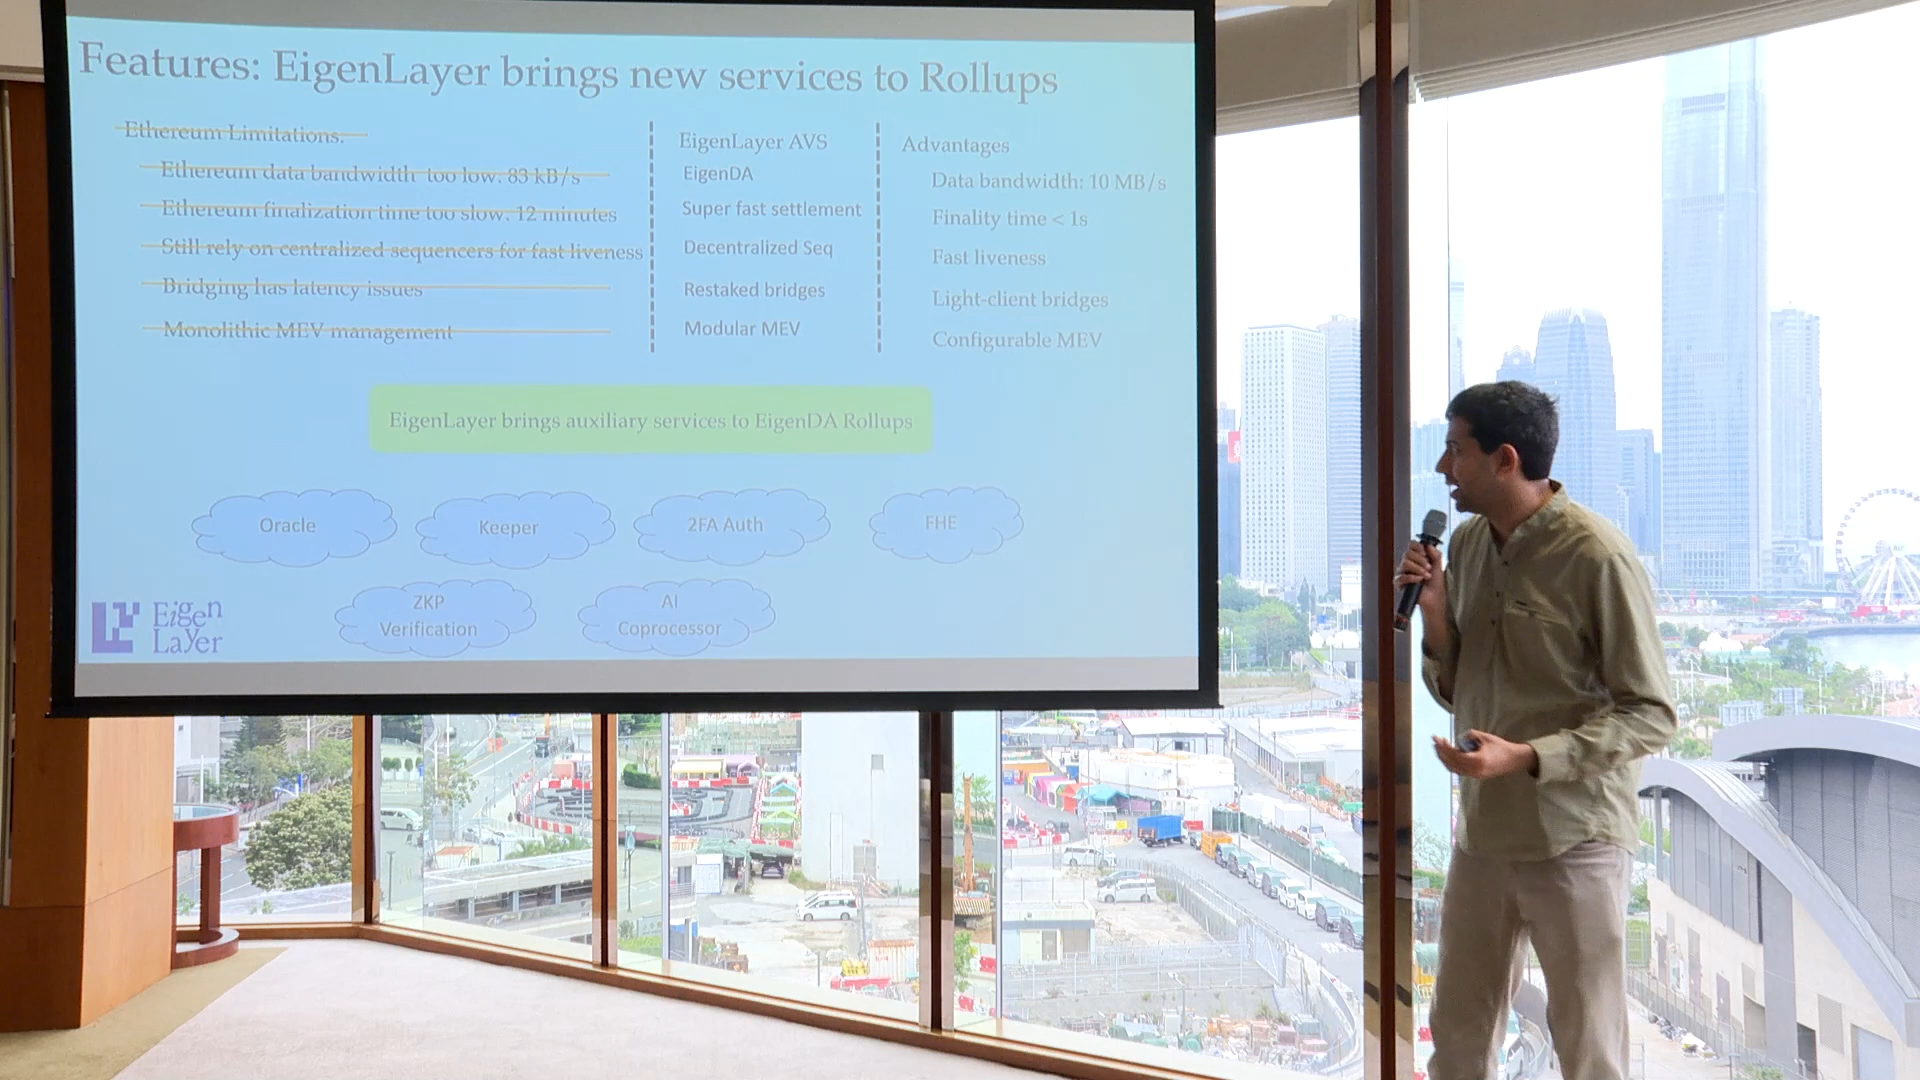 Features: EigenLayer brings new services to Rollups
Ethereum Limitations:
Ethereum data bandwidth too low: 83 kB/s
Ethereum finalization time too slow: 12 minutes
Still rely on centralized sequencers for fast liveness
Bridging has latency issues
Monolithic MEV management
EigenLayer AVS
EigenDA
Super fast settlement
Decentralized Seq
Restaked bridges
Modular MEV
Advantages
Data bandwidth: 10 MB/s
Finality time < 1s
Fast liveness
Light-client bridges
Configurable MEV
EigenLayer brings auxiliary services to EigenDA Rollups
Oracle
Keeper
2FA Auth
FHE
ZKP
Verification
AI
Coprocessor
Eigen
Layer